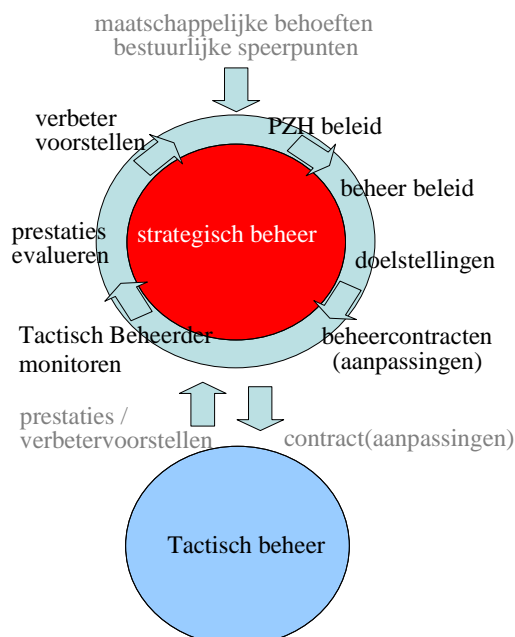 maatschappelijke behoeften
bestuurlijke speerpunten
verbeter
voorstellen
PZH beleid
beheer beleid
prestaties
evalueren
strategisch beheer
doelstellingen
Tactisch Beheerder
monitoren
beheercontracten
(aanpassingen)
prestaties /
verbetervoorstellen
contract(aanpassingen)
Tactisch beheer